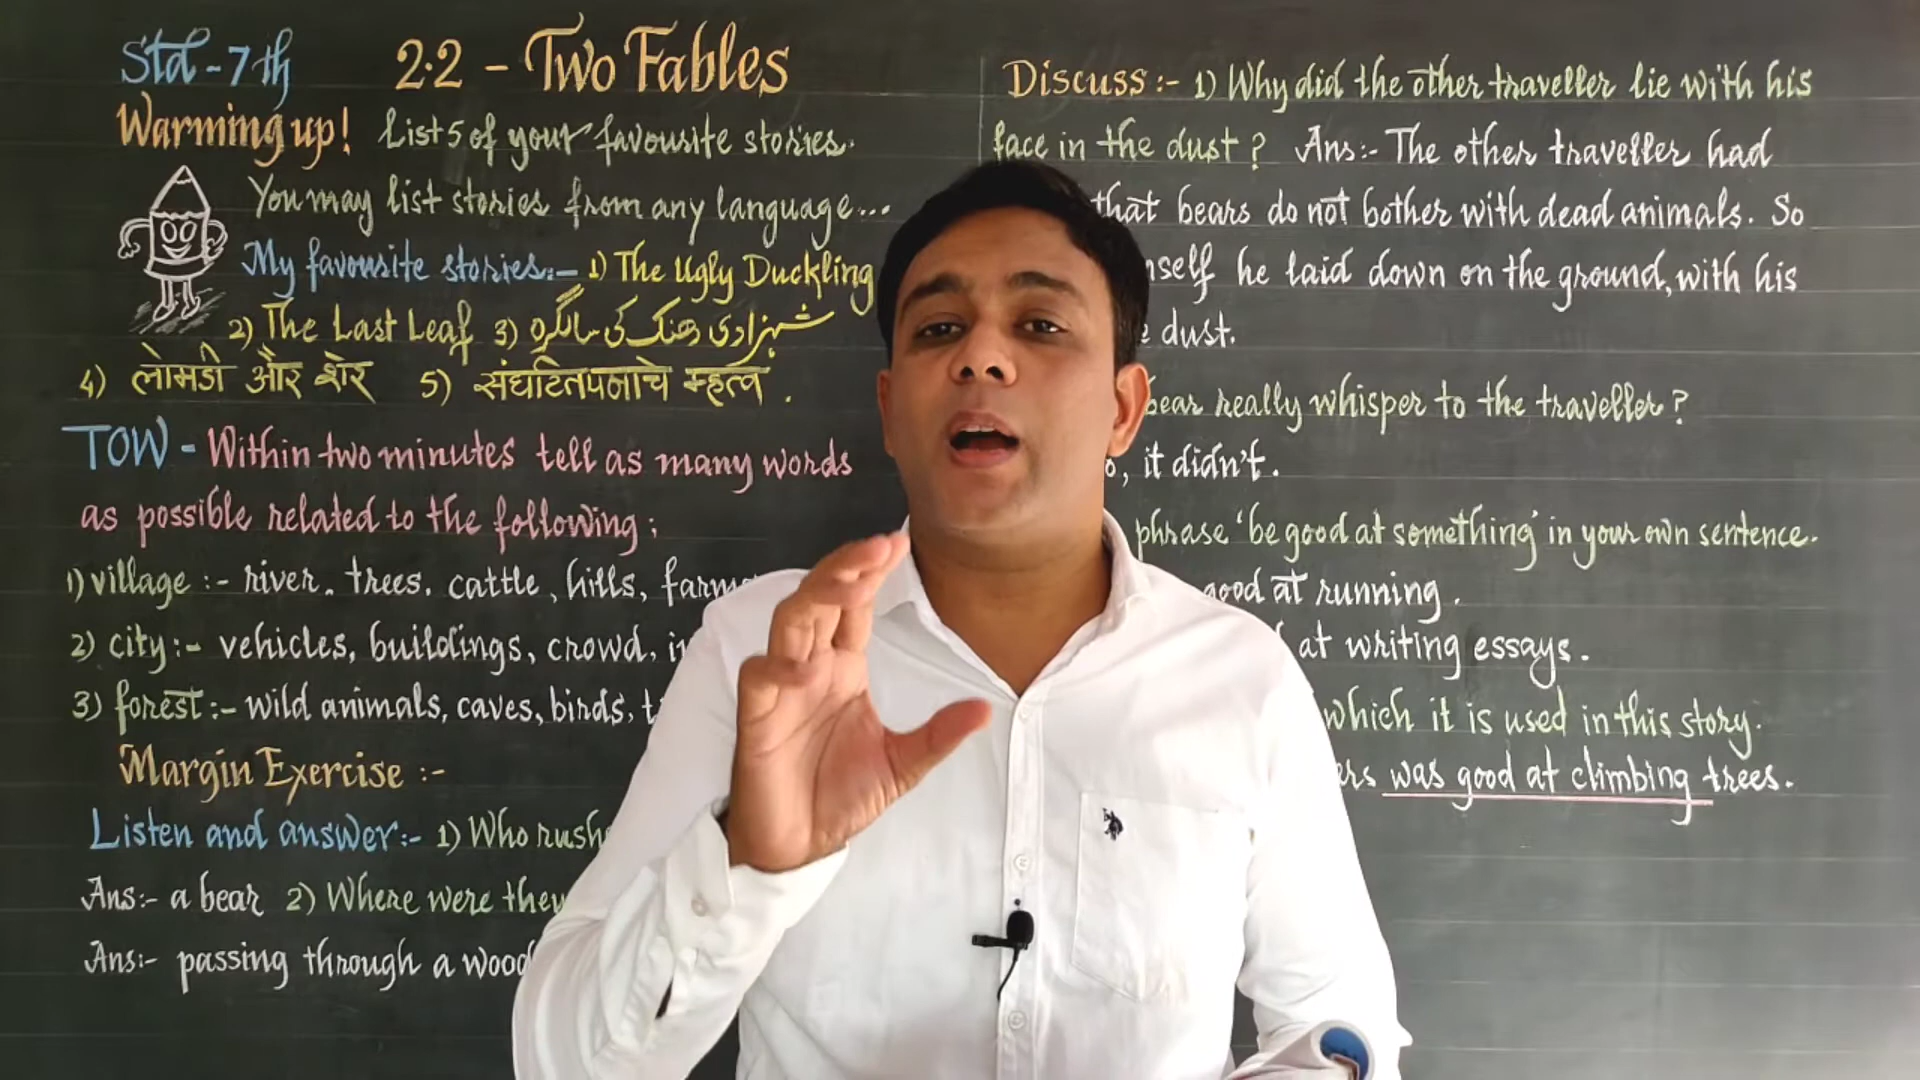 Std-7th 2.2 - Two Fables
Warming up! List 5 of your favourite stories.
You may list stories from any language...
My favourite stories:- 1) The Ugly Duckling
2) The Last Leaf 3) شہزادی دھنک کی سالگرہ
4) लोमडी और शेर 5) संघटितपणाचे म्हत्व.
TOW - Within two minutes tell as many words
as possible related to the following;
1) village :- river. trees. cattle, hills, farm
2) city:- vehicles, buildings, crowd,
3) forest:- wild animals, caves, birds,
Margin Exercise :-
Listen and answer:- 1) Who
Ans:- a bear 2) Where were they
Ans:- passing through a wood
Discuss:- 1) Why did the other traveller lie with his
face in the dust? Ans:- The other traveller had
that bears do not bother with dead animals. So
he laid down on the ground, with his
dust.
bear really whisper to the traveller?
it didn't.
phrase 'be good at something' in your own sentence.
good at running.
at writing essays.
which it is used in this story.
was good at climbing trees.